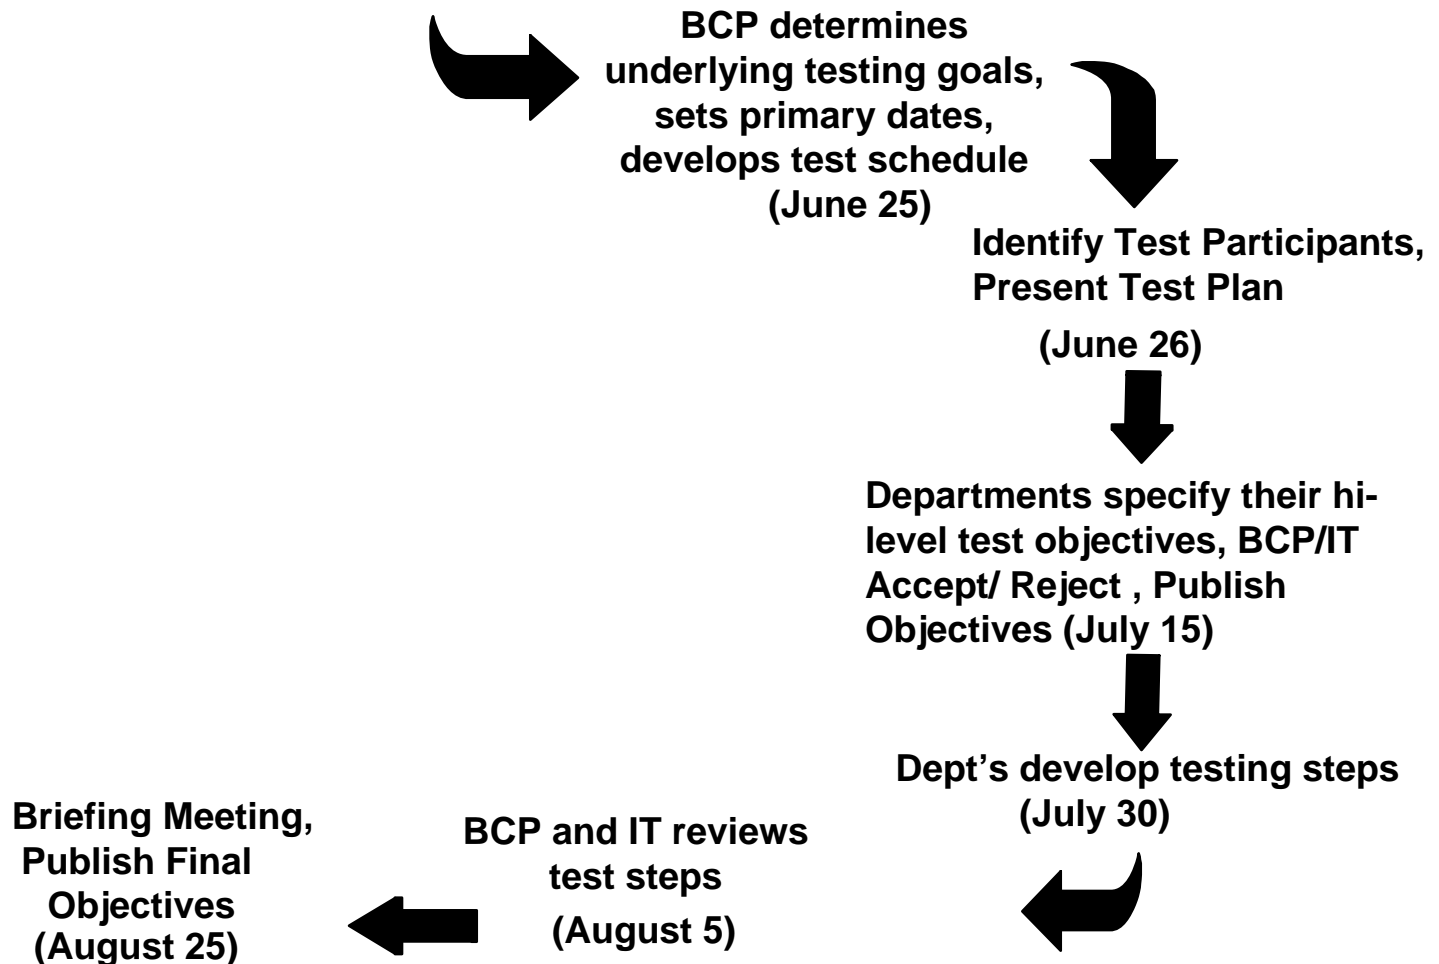 BCP determines
underlying testing goals,
sets primary dates,
develops test schedule
(June 25)
Identify Test Participants,
Present Test Plan
(June 26)
Departments specify their hi-
level test objectives, BCP/IT
Accept/ Reject , Publish
Objectives (July 15)
Dept’s develop testing steps
(July 30)
BCP and IT reviews
test steps
(August 5)
Briefing Meeting,
Publish Final
Objectives
(August 25)